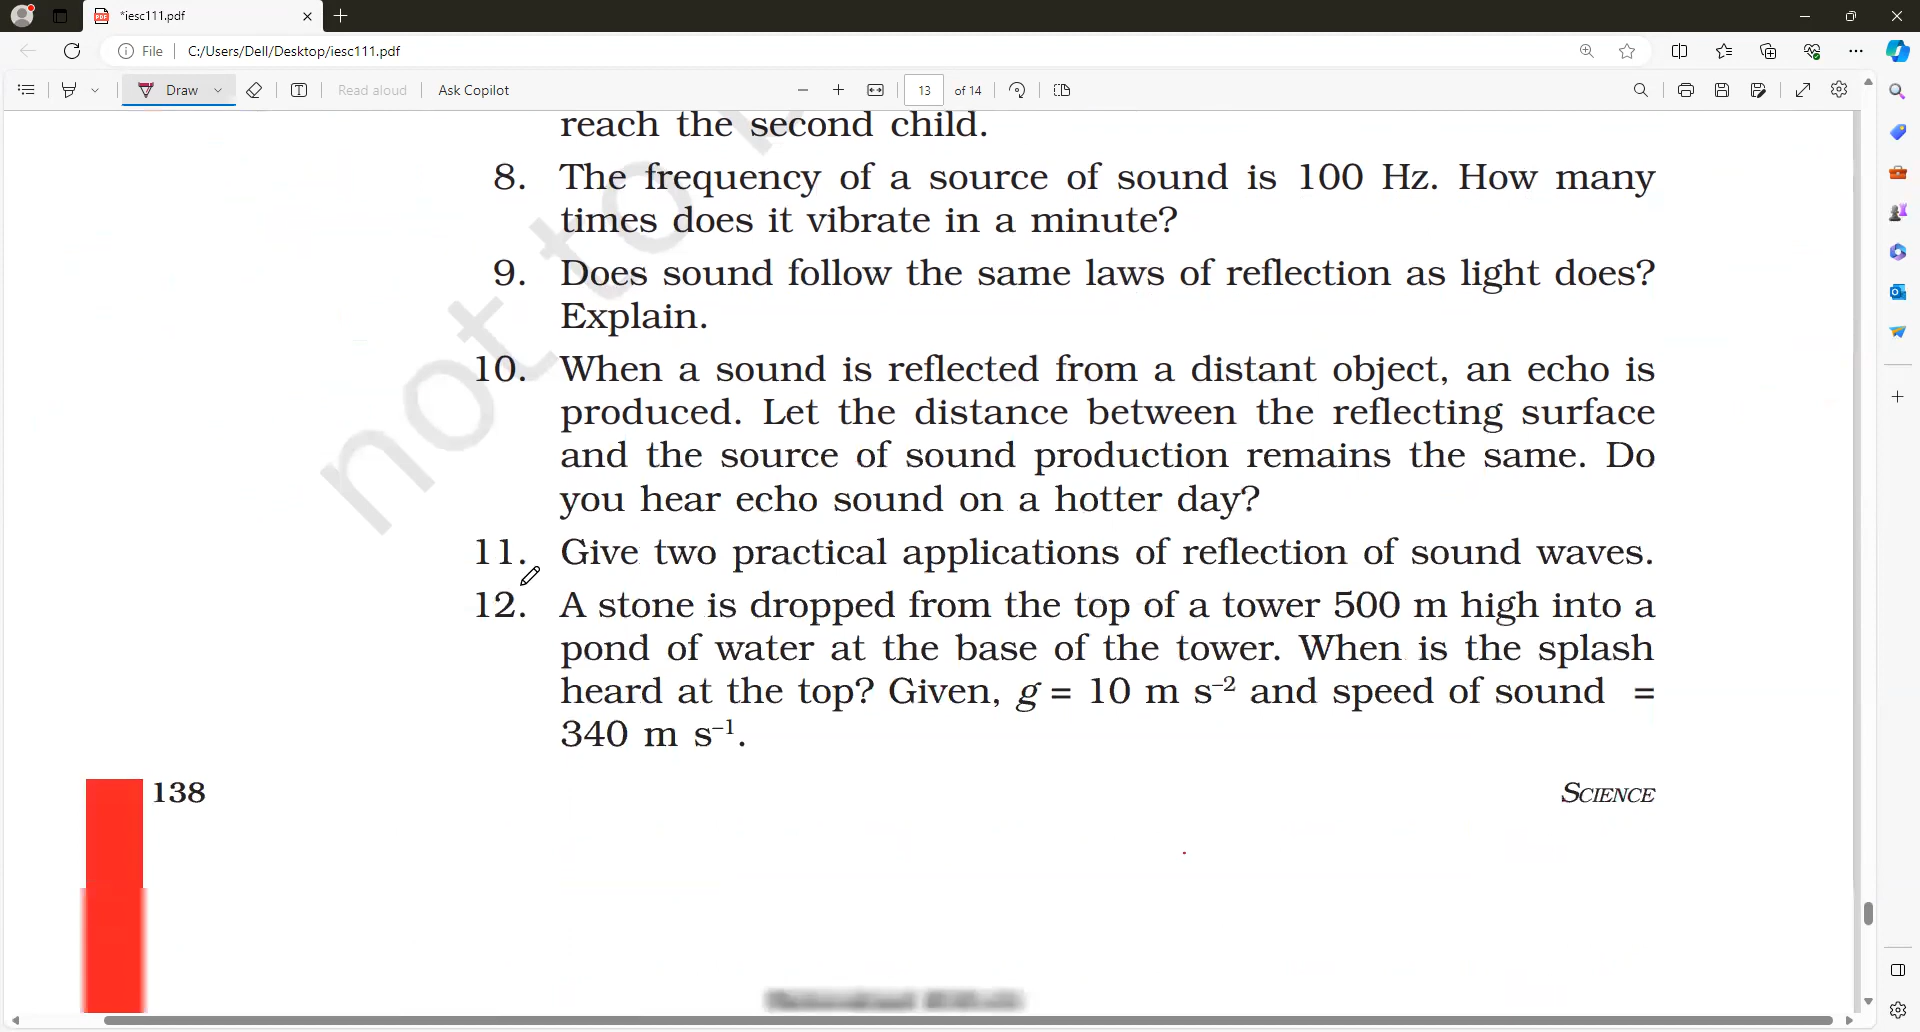 *iesc111.pdf
File
C:/Users/Dell/Desktop/iesc111.pdf
Draw
Read aloud
Ask Copilot
13
of 14
reach the second child.
8. The frequency of a source of sound is 100 Hz. How many
times does it vibrate in a minute?
9. Does sound follow the same laws of reflection as light does?
Explain.
10. When a sound is reflected from a distant object, an echo is
produced. Let the distance between the reflecting surface
and the source of sound production remains the same. Do
you hear echo sound on a hotter day?
11. Give two practical applications of reflection of sound waves.
12. A stone is dropped from the top of a tower 500 m high into a
pond of water at the base of the tower. When is the splash
heard at the top? Given, g = 10 m s⁻² and speed of sound =
340 m s⁻¹.
138
SCIENCE
not to